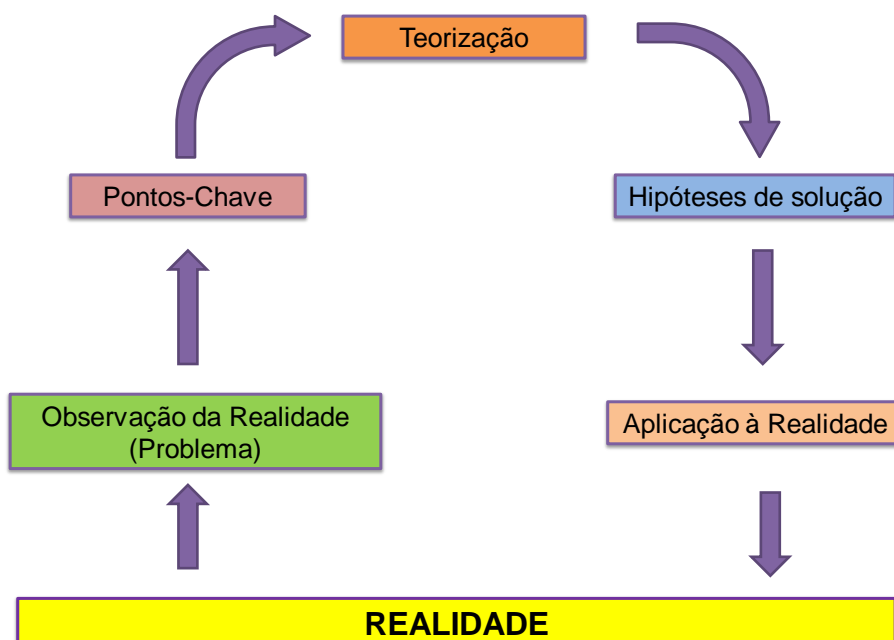 Teorização
Pontos-Chave
Hipóteses de solução
Observação da Realidade
(Problema)
Aplicação à Realidade
REALIDADE